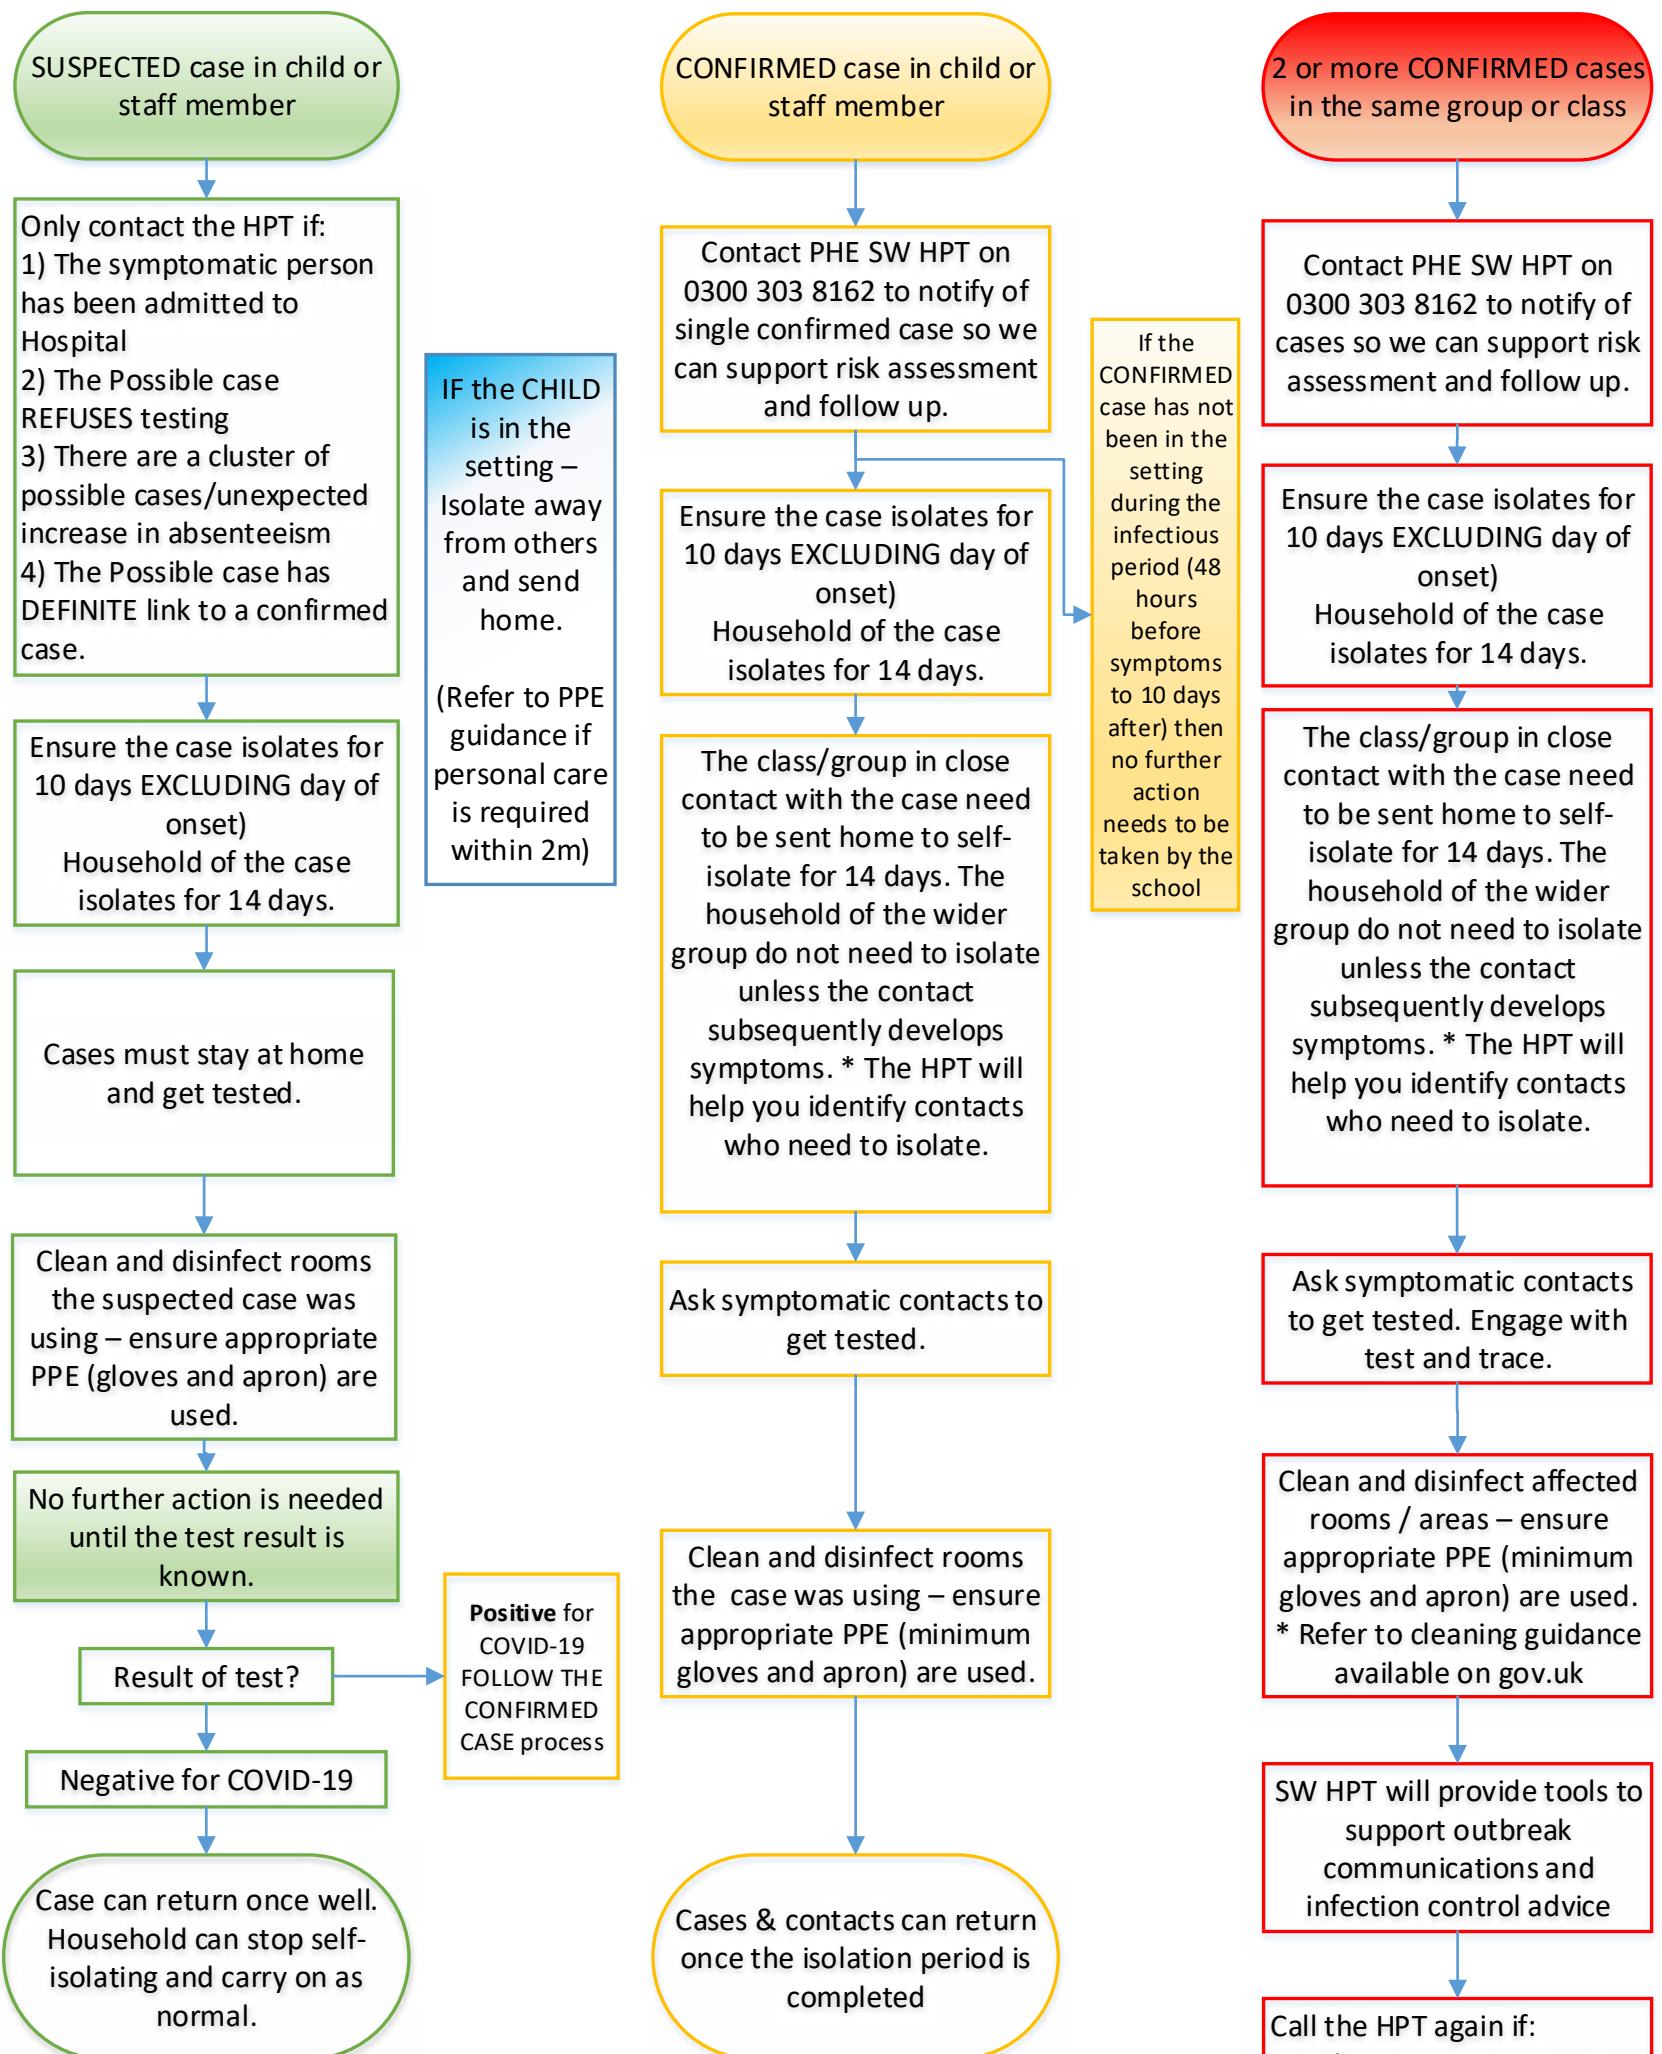 SUSPECTED case in child or
staff member
Only contact the HPT if:
1) The symptomatic person
has been admitted to
Hospital
2) The Possible case
REFUSES testing
3) There are a cluster of
possible cases/unexpected
increase in absenteeism
4) The Possible case has
DEFINITE link to a confirmed
case.
Ensure the case isolates for
10 days EXCLUDING day of
onset)
Household of the case
isolates for 14 days.
Cases must stay at home
and get tested.
Clean and disinfect rooms
the suspected case was
using – ensure appropriate
PPE (gloves and apron) are
used.
No further action is needed
until the test result is
known.
Result of test?
Negative for COVID-19
Case can return once well.
Household can stop self-
isolating and carry on as
normal.
IF the CHILD
is in the
setting –
Isolate away
from others
and send
home.
(Refer to PPE
guidance if
personal care
is required
within 2m)
Positive for
COVID-19
FOLLOW THE
CONFIRMED
CASE process
CONFIRMED case in child or
staff member
Contact PHE SW HPT on
0300 303 8162 to notify of
single confirmed case so we
can support risk assessment
and follow up.
Ensure the case isolates for
10 days EXCLUDING day of
onset)
Household of the case
isolates for 14 days.
The class/group in close
contact with the case need
to be sent home to self-
isolate for 14 days. The
household of the wider
group do not need to isolate
unless the contact
subsequently develops
symptoms. * The HPT will
help you identify contacts
who need to isolate.
Ask symptomatic contacts to
get tested.
Clean and disinfect rooms
the case was using – ensure
appropriate PPE (minimum
gloves and apron) are used.
Cases & contacts can return
once the isolation period is
completed
If the
CONFIRMED
case has not
been in the
setting
during the
infectious
period (48
hours
before
symptoms
to 10 days
after) then
no further
action
needs to be
taken by the
school
2 or more CONFIRMED cases
in the same group or class
Contact PHE SW HPT on
0300 303 8162 to notify of
cases so we can support risk
assessment and follow up.
Ensure the case isolates for
10 days EXCLUDING day of
onset)
Household of the case
isolates for 14 days.
The class/group in close
contact with the case need
to be sent home to self-
isolate for 14 days. The
household of the wider
group do not need to isolate
unless the contact
subsequently develops
symptoms. * The HPT will
help you identify contacts
who need to isolate.
Ask symptomatic contacts
to get tested. Engage with
test and trace.
Clean and disinfect affected
rooms / areas – ensure
appropriate PPE (minimum
gloves and apron) are used.
* Refer to cleaning guidance
available on gov.uk
SW HPT will provide tools to
support outbreak
communications and
infection control advice
Call the HPT again if: